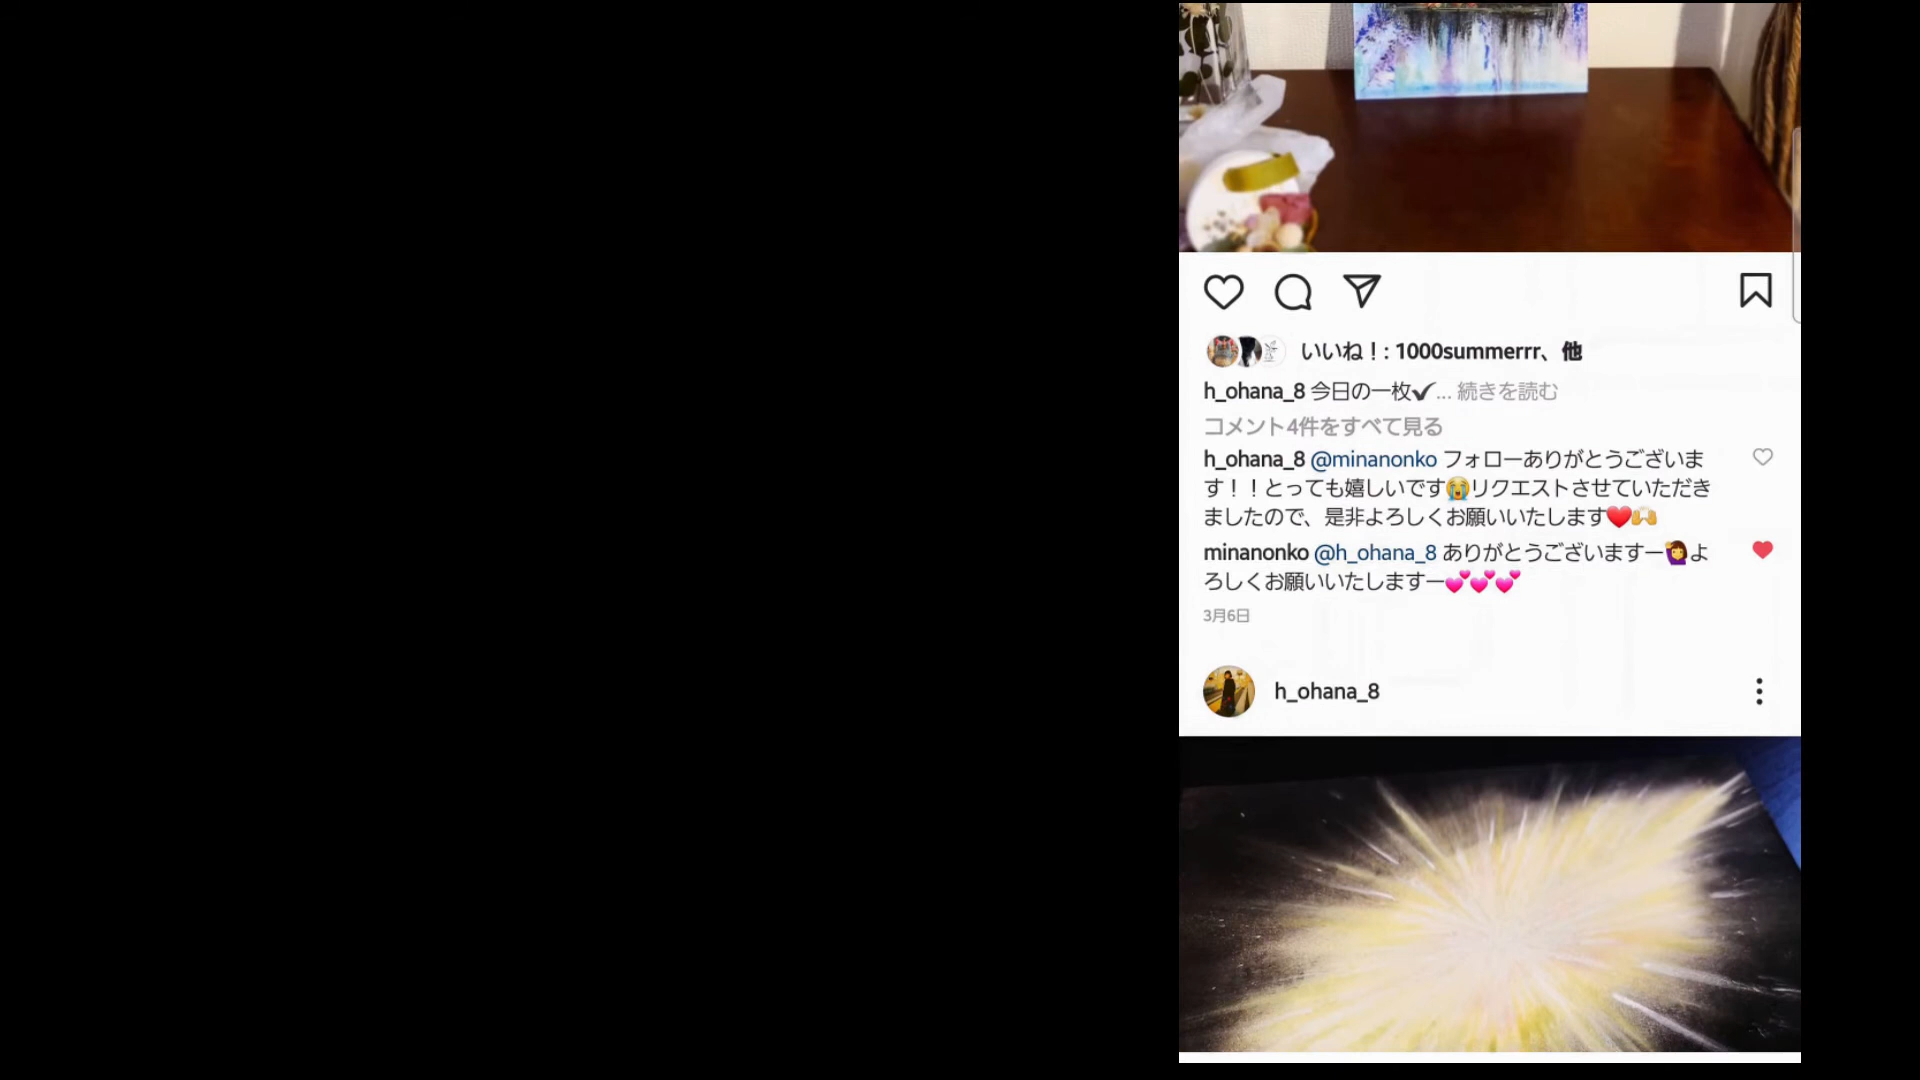 いいね！: 1000summerrr、他
h_ohana_8 今日の一枚✔... 続きを読む
コメント4件をすべて見る
h_ohana_8 @minanonko フォローありがとうございま
す！！とっても嬉しいです😭リクエストさせていただき
ましたので、是非よろしくお願いいたします❤️🙌
minanonko @h_ohana_8 ありがとうございますー🙋‍♀️よ
ろしくお願いいたしますー💕💕💕
3月6日
h_ohana_8